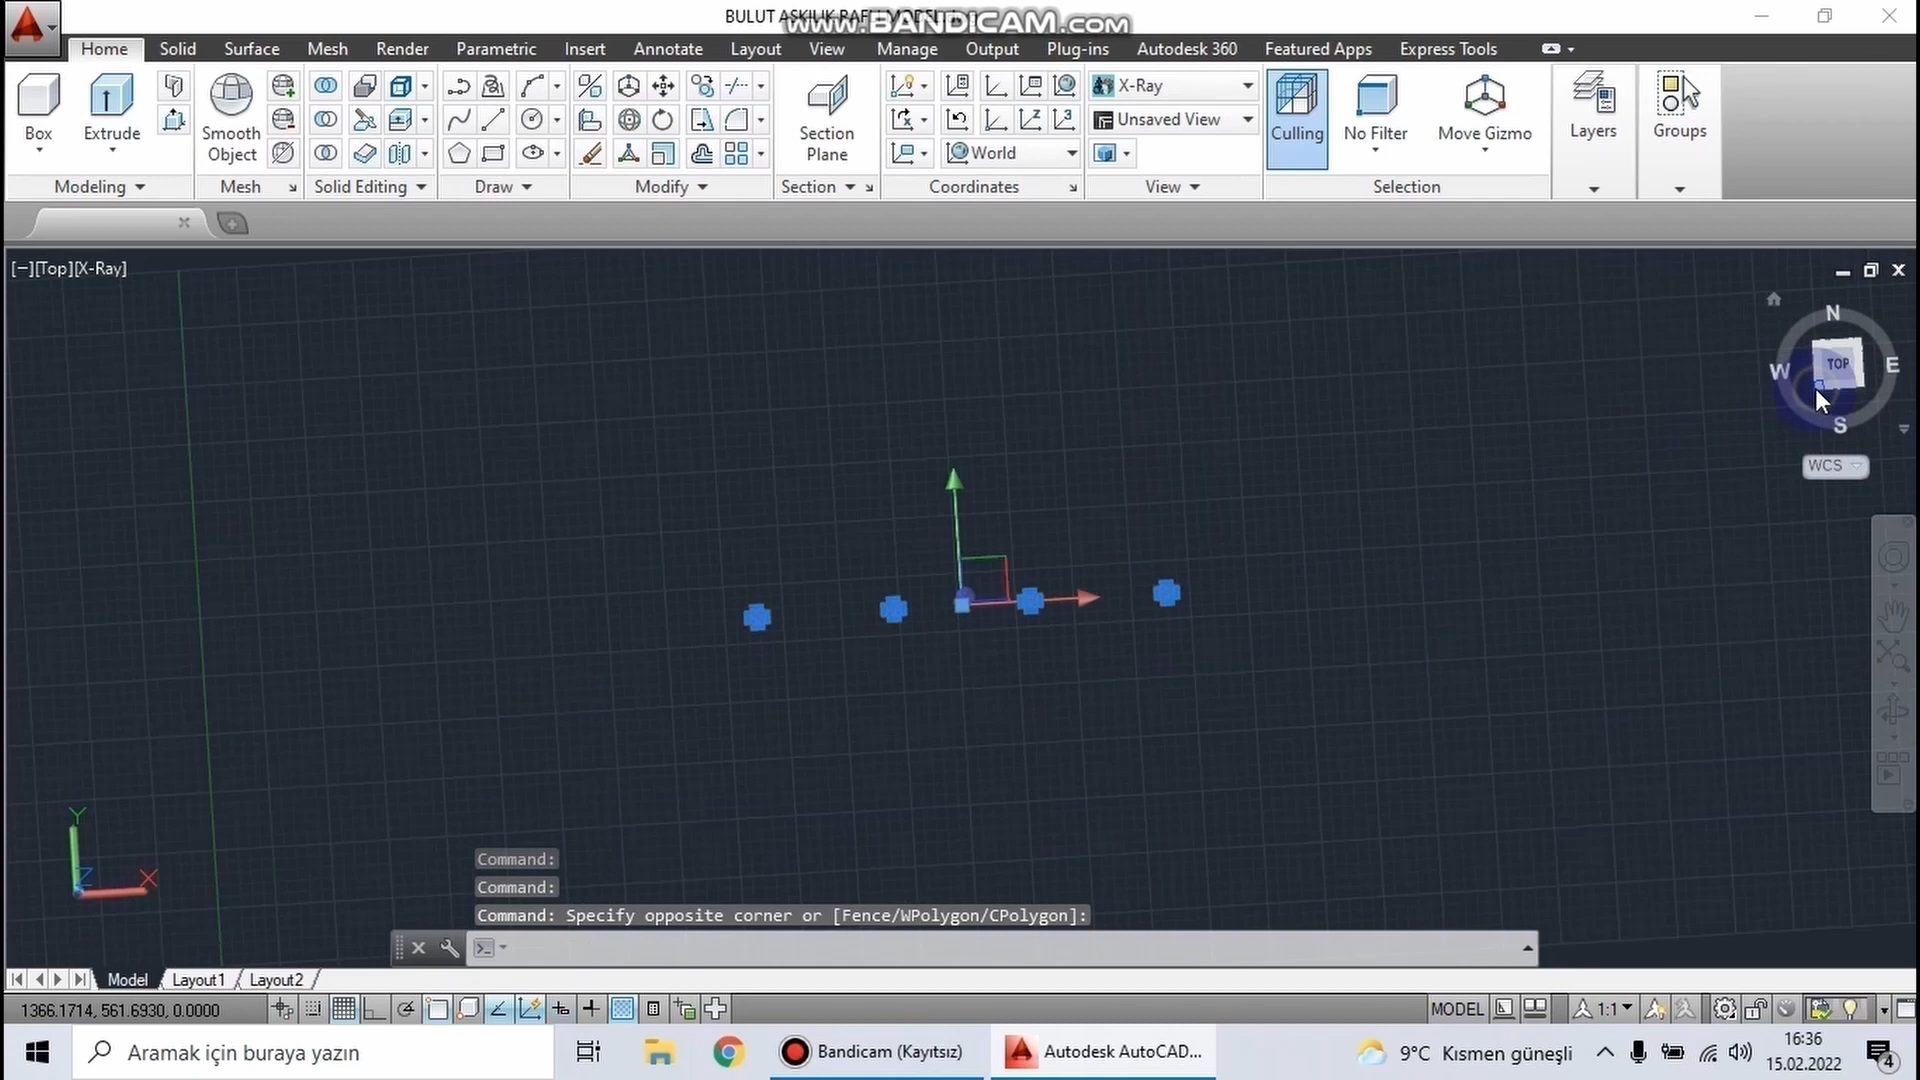 BULUT ASKILIK RAFLI MODEL
www.BANDICAM.com
Home Solid Surface Mesh Render Parametric Insert Annotate Layout View Manage Output Plug-ins Autodesk 360 Featured Apps Express Tools
X-Ray
Unsaved View
World
Box
Extrude
Smooth Object
Section Plane
Culling
No Filter
Move Gizmo
Layers
Groups
Modeling Mesh Solid Editing Draw Modify Section Coordinates View Selection
[−][Top][X-Ray]
N
W TOP E
S
WCS
Y
Z X
Command:
Command:
Command: Specify opposite corner or [Fence/WPolygon/CPolygon]:
Model Layout1 Layout2
1366.1714, 561.6930, 0.0000
MODEL 1:1
Aramak için buraya yazın
Bandicam (Kayıtsız)
Autodesk AutoCAD...
9°C Kısmen güneşli
16:36
15.02.2022
4